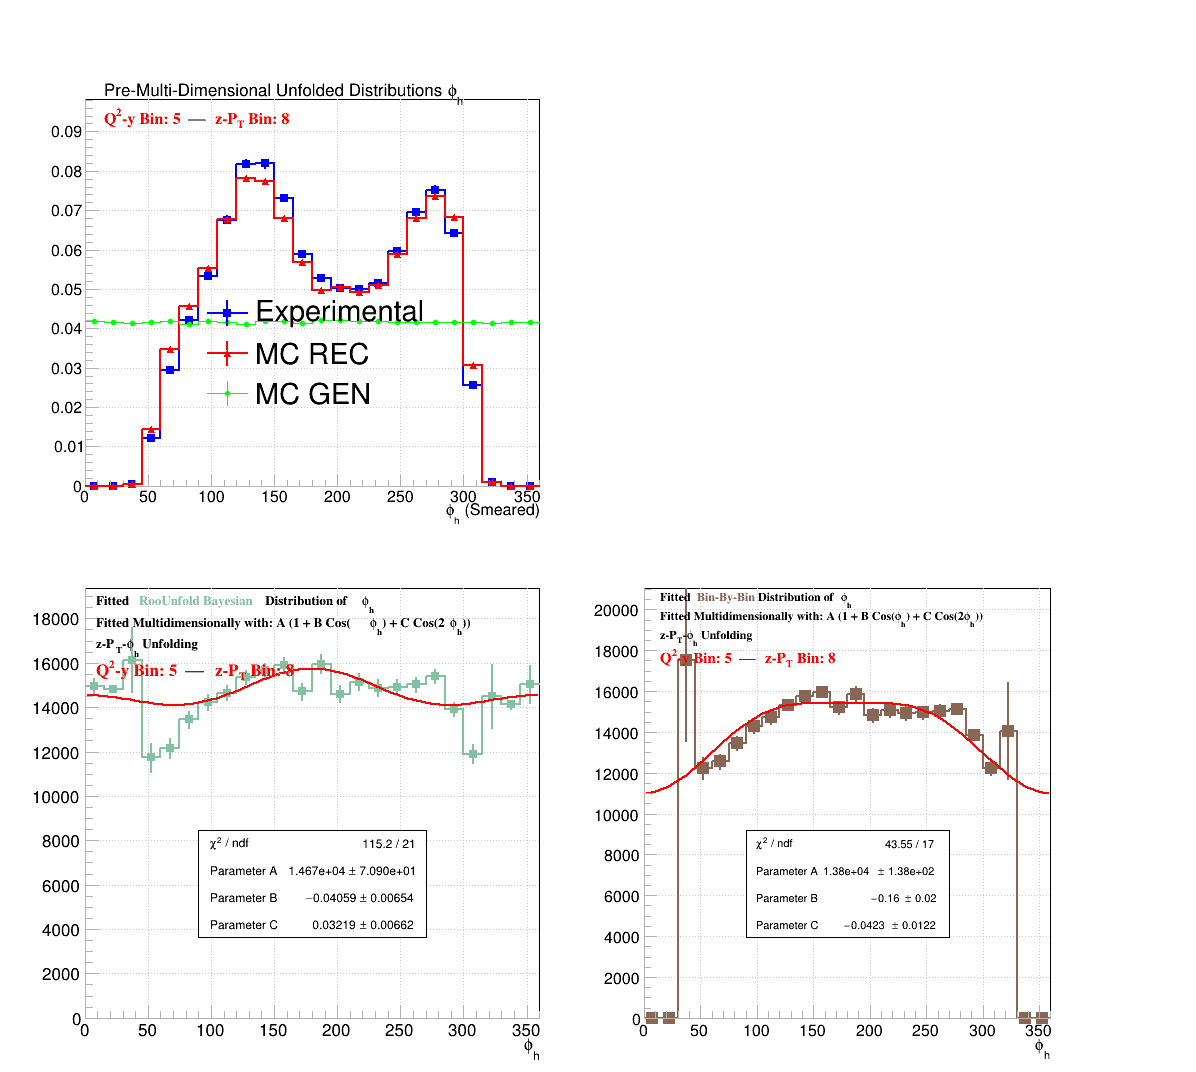 Pre-Multi-Dimensional Unfolded Distributions ϕh
Q2-y Bin: 5 — z-PT Bin: 8
0.09
0.08
0.07
0.06
0.05
0.04
0.03
0.02
0.01
0
Experimental
MC REC
MC GEN
0 50 100 150 200 250 300 350
ϕh (Smeared)
Fitted RooUnfold Bayesian Distribution of ϕh
Fitted Multidimensionally with: A (1 + B Cos( ϕh) + C Cos(2 ϕh))
z-PT-ϕh Unfolding
Q2-y Bin: 5 — z-PT Bin: 8
18000
16000
14000
12000
10000
8000
6000
4000
2000
0
χ2 / ndf 115.2 / 21
Parameter A 1.467e+04 ± 7.090e+01
Parameter B −0.04059 ± 0.00654
Parameter C 0.03219 ± 0.00662
0 50 100 150 200 250 300 350
ϕh
Fitted Bin-By-Bin Distribution of ϕh
Fitted Multidimensionally with: A (1 + B Cos(ϕh) + C Cos(2ϕh))
z-PT-ϕh Unfolding
Q2-y Bin: 5 — z-PT Bin: 8
20000
18000
16000
14000
12000
10000
8000
6000
4000
2000
0
χ2 / ndf 43.55 / 17
Parameter A 1.38e+04 ± 1.38e+02
Parameter B −0.16 ± 0.02
Parameter C −0.0423 ± 0.0122
0 50 100 150 200 250 300 350
ϕh